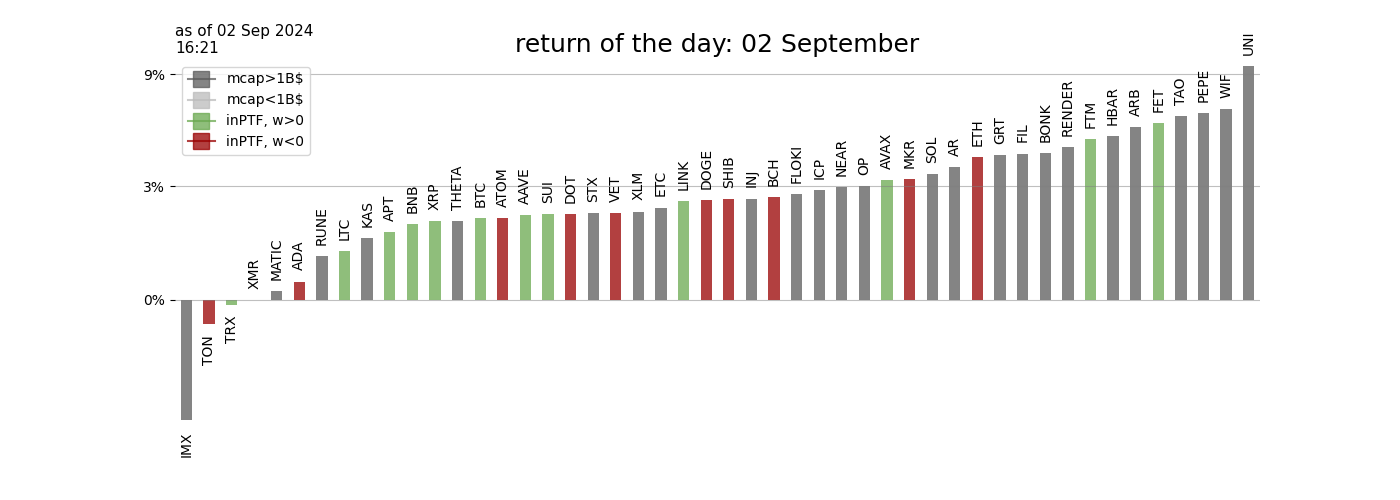 as of 02 Sep 2024
16:21
return of the day: 02 September
9%
3%
0%
mcap>1B$
mcap<1B$
inPTF, w>0
inPTF, w<0
IMX
TON
TRX
XMR
MATIC
ADA
RUNE
LTC
KAS
APT
BNB
XRP
THETA
BTC
ATOM
AAVE
SUI
DOT
STX
VET
XLM
ETC
LINK
DOGE
SHIB
INJ
BCH
FLOKI
ICP
NEAR
OP
AVAX
MKR
SOL
AR
ETH
GRT
FIL
BONK
RENDER
FTM
HBAR
ARB
FET
TAO
PEPE
WIF
UNI